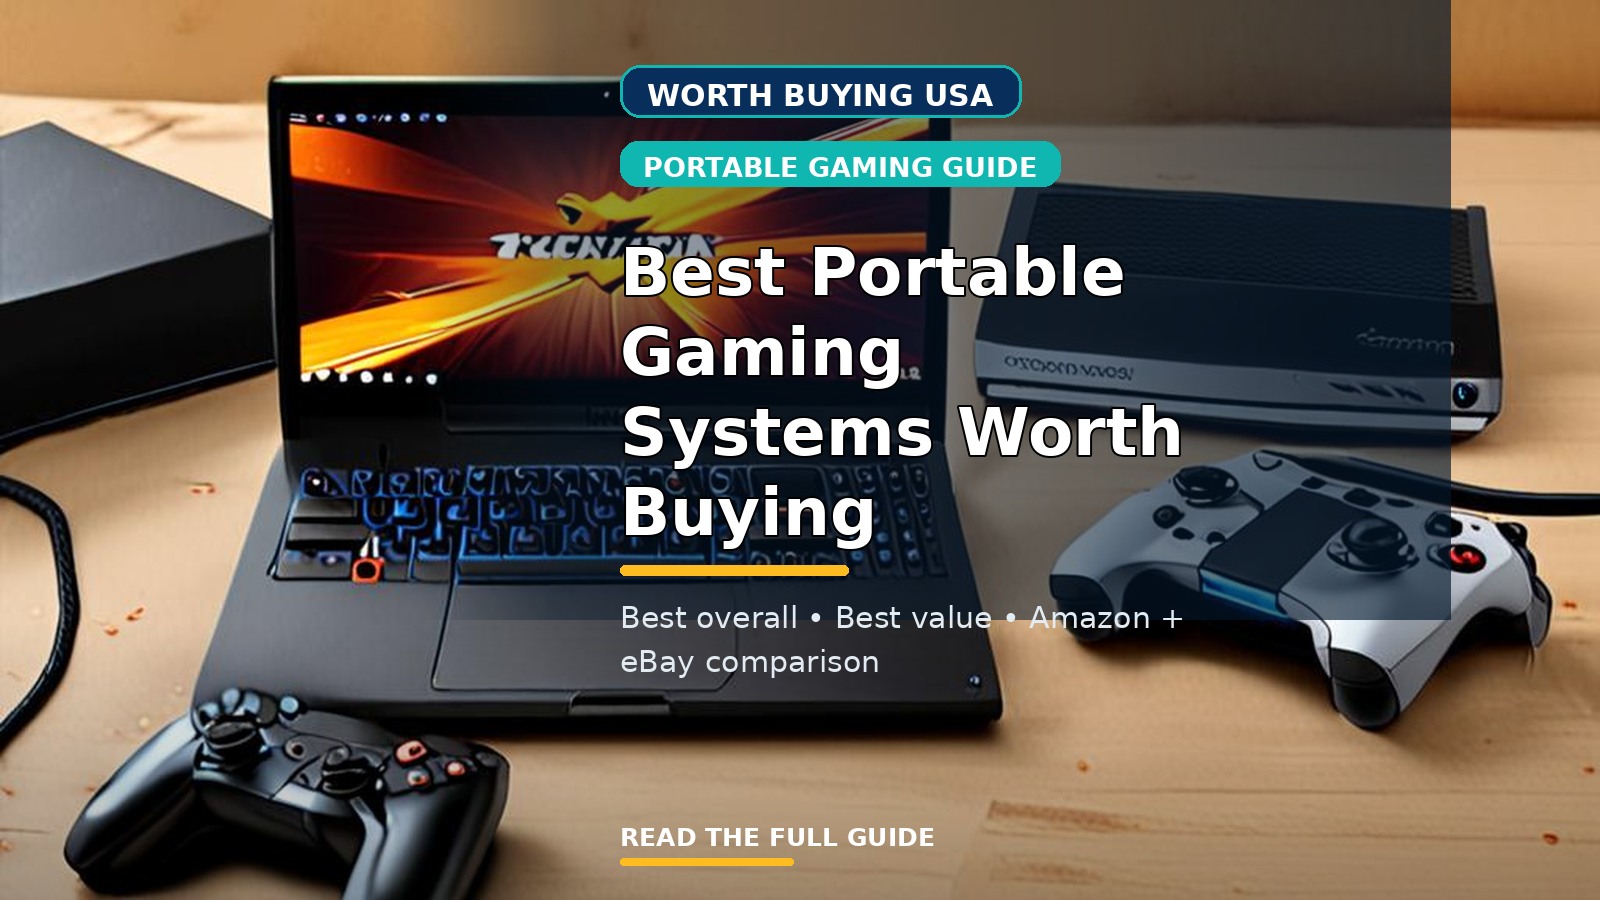 WORTH BUYING USA
PORTABLE GAMING GUIDE
Best Portable
Gaming
Systems Worth
Buying
Best overall • Best value • Amazon +
eBay comparison
READ THE FULL GUIDE